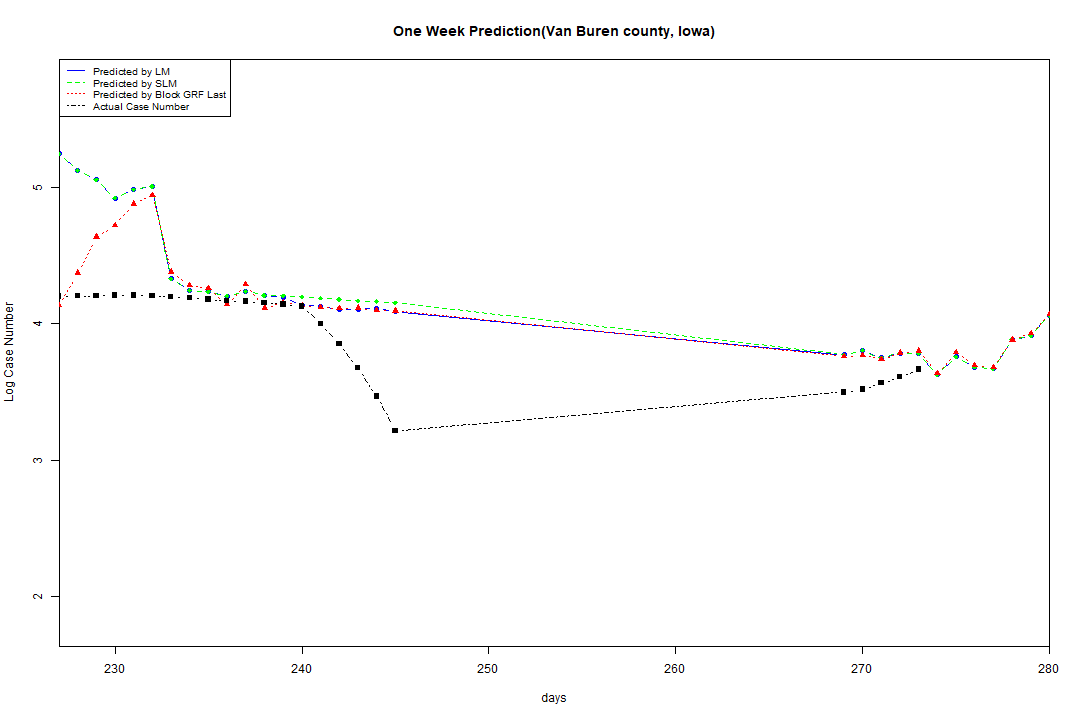 One Week Prediction(Van Buren county, Iowa)
Predicted by LM
Predicted by SLM
Predicted by Block GRF Last
Actual Case Number
5
4
3
2
Log Case Number
230 240 250 260 270 280
days